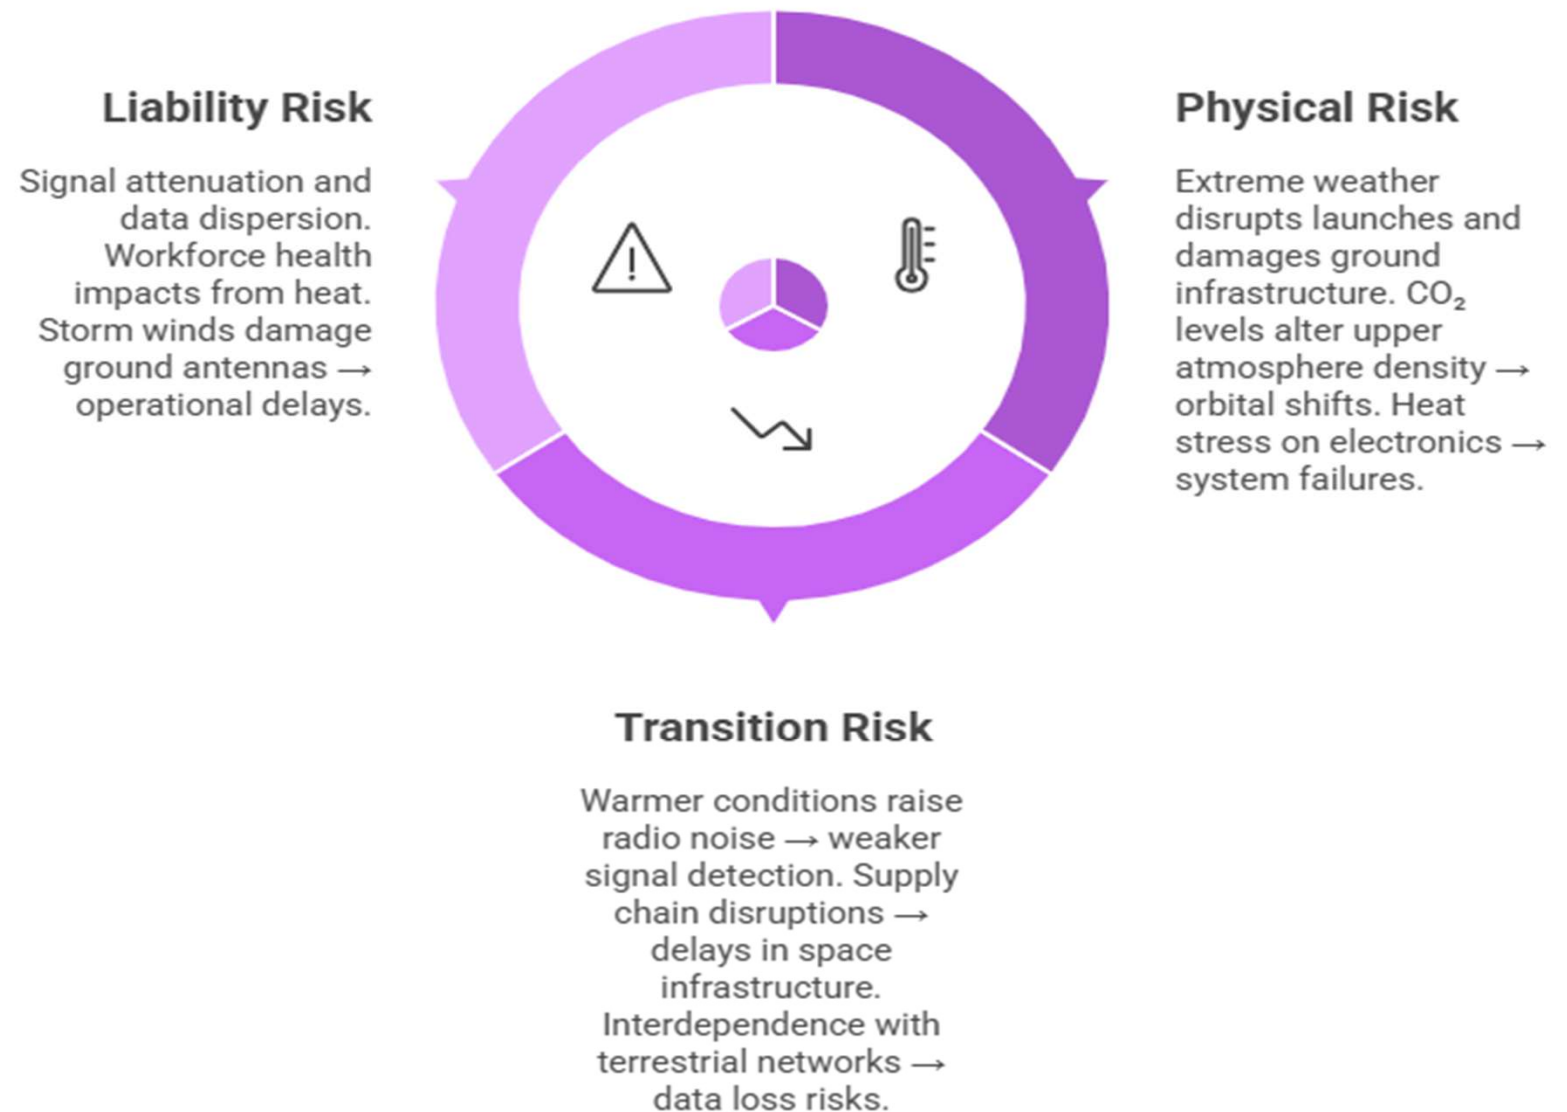 Liability Risk
Signal attenuation and
data dispersion.
Workforce health
impacts from heat.
Storm winds damage
ground antennas →
operational delays.
Physical Risk
Extreme weather
disrupts launches and
damages ground
infrastructure. CO₂
levels alter upper
atmosphere density →
orbital shifts. Heat
stress on electronics →
system failures.
Transition Risk
Warmer conditions raise
radio noise → weaker
signal detection. Supply
chain disruptions →
delays in space
infrastructure.
Interdependence with
terrestrial networks →
data loss risks.